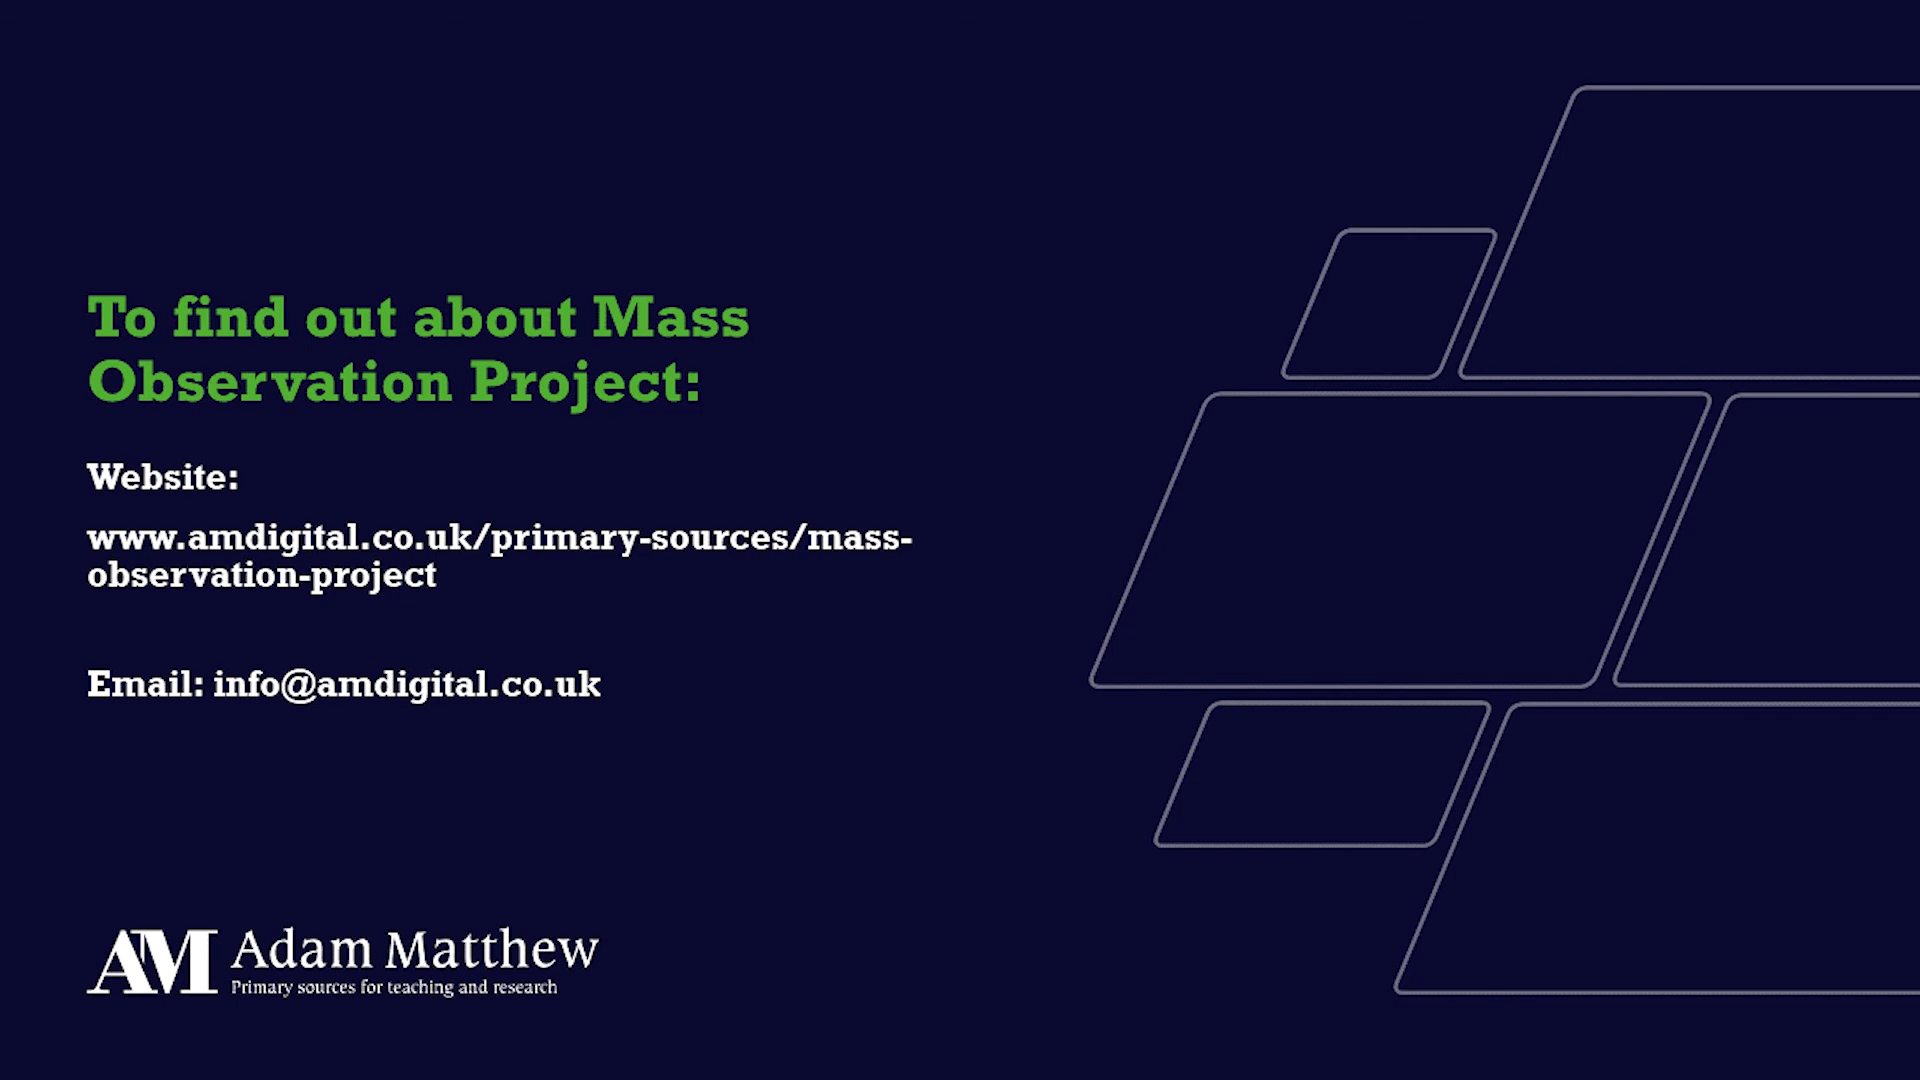 To find out about Mass
Observation Project:
Website:
www.amdigital.co.uk/primary-sources/mass-
observation-project
Email: info@amdigital.co.uk
AM Adam Matthew
Primary sources for teaching and research